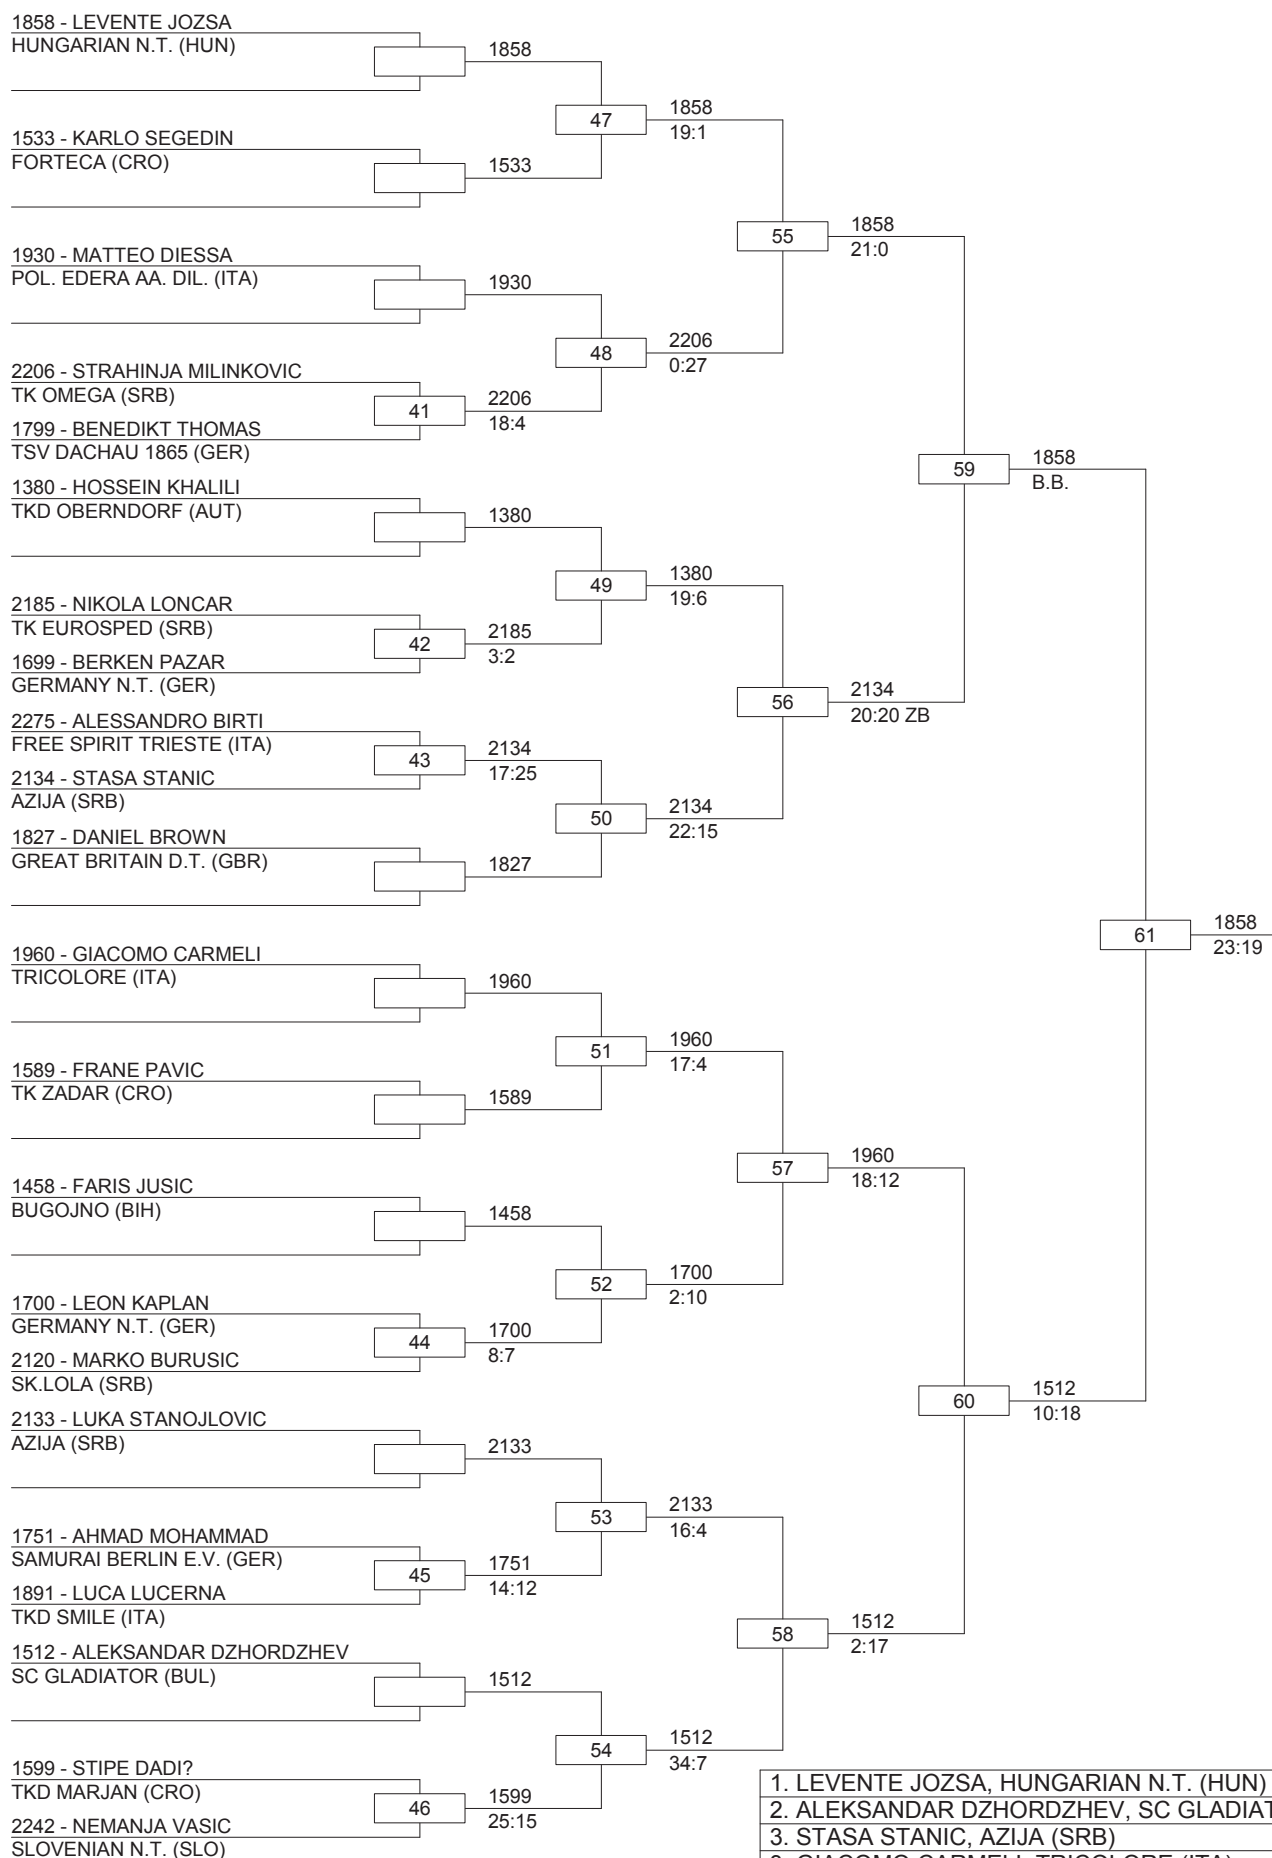 1858 - LEVENTE JOZSA
HUNGARIAN N.T. (HUN)
1858
47
1858
19:1
1533 - KARLO SEGEDIN
FORTECA (CRO)
1533
55
1858
21:0
1930 - MATTEO DIESSA
POL. EDERA AA. DIL. (ITA)
1930
48
2206
0:27
2206 - STRAHINJA MILINKOVIC
TK OMEGA (SRB)
41
2206
18:4
1799 - BENEDIKT THOMAS
TSV DACHAU 1865 (GER)
59
1858
B.B.
1380 - HOSSEIN KHALILI
TKD OBERNDORF (AUT)
1380
49
1380
19:6
2185 - NIKOLA LONCAR
TK EUROSPED (SRB)
42
2185
3:2
1699 - BERKEN PAZAR
GERMANY N.T. (GER)
56
2134
20:20 ZB
2275 - ALESSANDRO BIRTI
FREE SPIRIT TRIESTE (ITA)
43
2134
17:25
2134 - STASA STANIC
AZIJA (SRB)
50
2134
22:15
1827 - DANIEL BROWN
GREAT BRITAIN D.T. (GBR)
1827
61
1858
23:19
1960 - GIACOMO CARMELI
TRICOLORE (ITA)
1960
51
1960
17:4
1589 - FRANE PAVIC
TK ZADAR (CRO)
1589
57
1960
18:12
1458 - FARIS JUSIC
BUGOJNO (BIH)
1458
52
1700
2:10
1700 - LEON KAPLAN
GERMANY N.T. (GER)
44
1700
8:7
2120 - MARKO BURUSIC
SK.LOLA (SRB)
60
1512
10:18
2133 - LUKA STANOJLOVIC
AZIJA (SRB)
2133
53
2133
16:4
1751 - AHMAD MOHAMMAD
SAMURAI BERLIN E.V. (GER)
45
1751
14:12
1891 - LUCA LUCERNA
TKD SMILE (ITA)
58
1512
2:17
1512 - ALEKSANDAR DZHORDZHEV
SC GLADIATOR (BUL)
1512
54
1512
34:7
1599 - STIPE DADI?
TKD MARJAN (CRO)
46
1599
25:15
2242 - NEMANJA VASIC
SLOVENIAN N.T. (SLO)
1. LEVENTE JOZSA, HUNGARIAN N.T. (HUN)
2. ALEKSANDAR DZHORDZHEV, SC GLADIAT
3. STASA STANIC, AZIJA (SRB)
3. GIACOMO CARMELI, TRICOLORE (ITA)